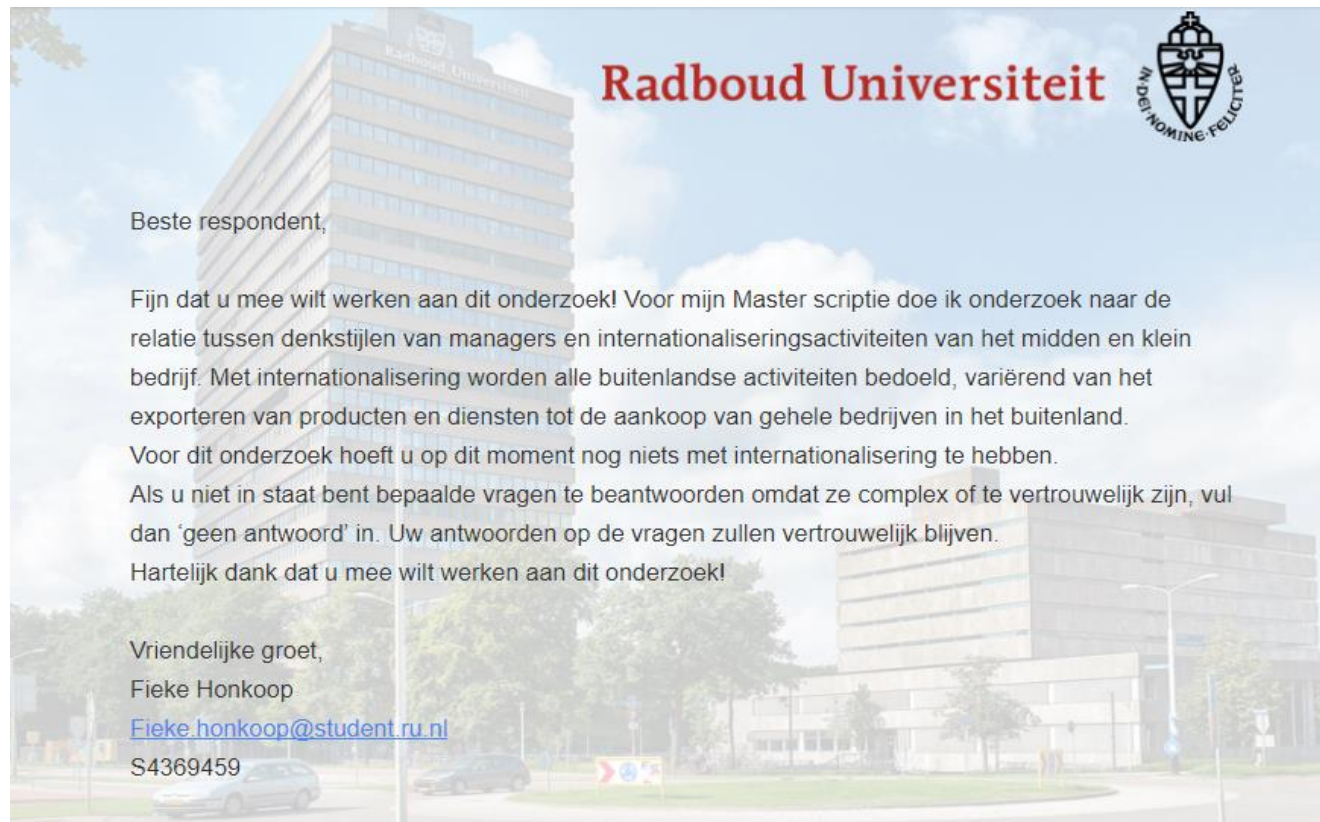 Radboud Universiteit
IN·DEI·NOMINE·FELICITER
Radboud Universiteit
Beste respondent,
Fijn dat u mee wilt werken aan dit onderzoek! Voor mijn Master scriptie doe ik onderzoek naar de
relatie tussen denkstijlen van managers en internationaliseringsactiviteiten van het midden en klein
bedrijf. Met internationalisering worden alle buitenlandse activiteiten bedoeld, variërend van het
exporteren van producten en diensten tot de aankoop van gehele bedrijven in het buitenland.
Voor dit onderzoek hoeft u op dit moment nog niets met internationalisering te hebben.
Als u niet in staat bent bepaalde vragen te beantwoorden omdat ze complex of te vertrouwelijk zijn, vul
dan ‘geen antwoord’ in. Uw antwoorden op de vragen zullen vertrouwelijk blijven.
Hartelijk dank dat u mee wilt werken aan dit onderzoek!
Vriendelijke groet,
Fieke Honkoop
Fieke.honkoop@student.ru.nl
S4369459